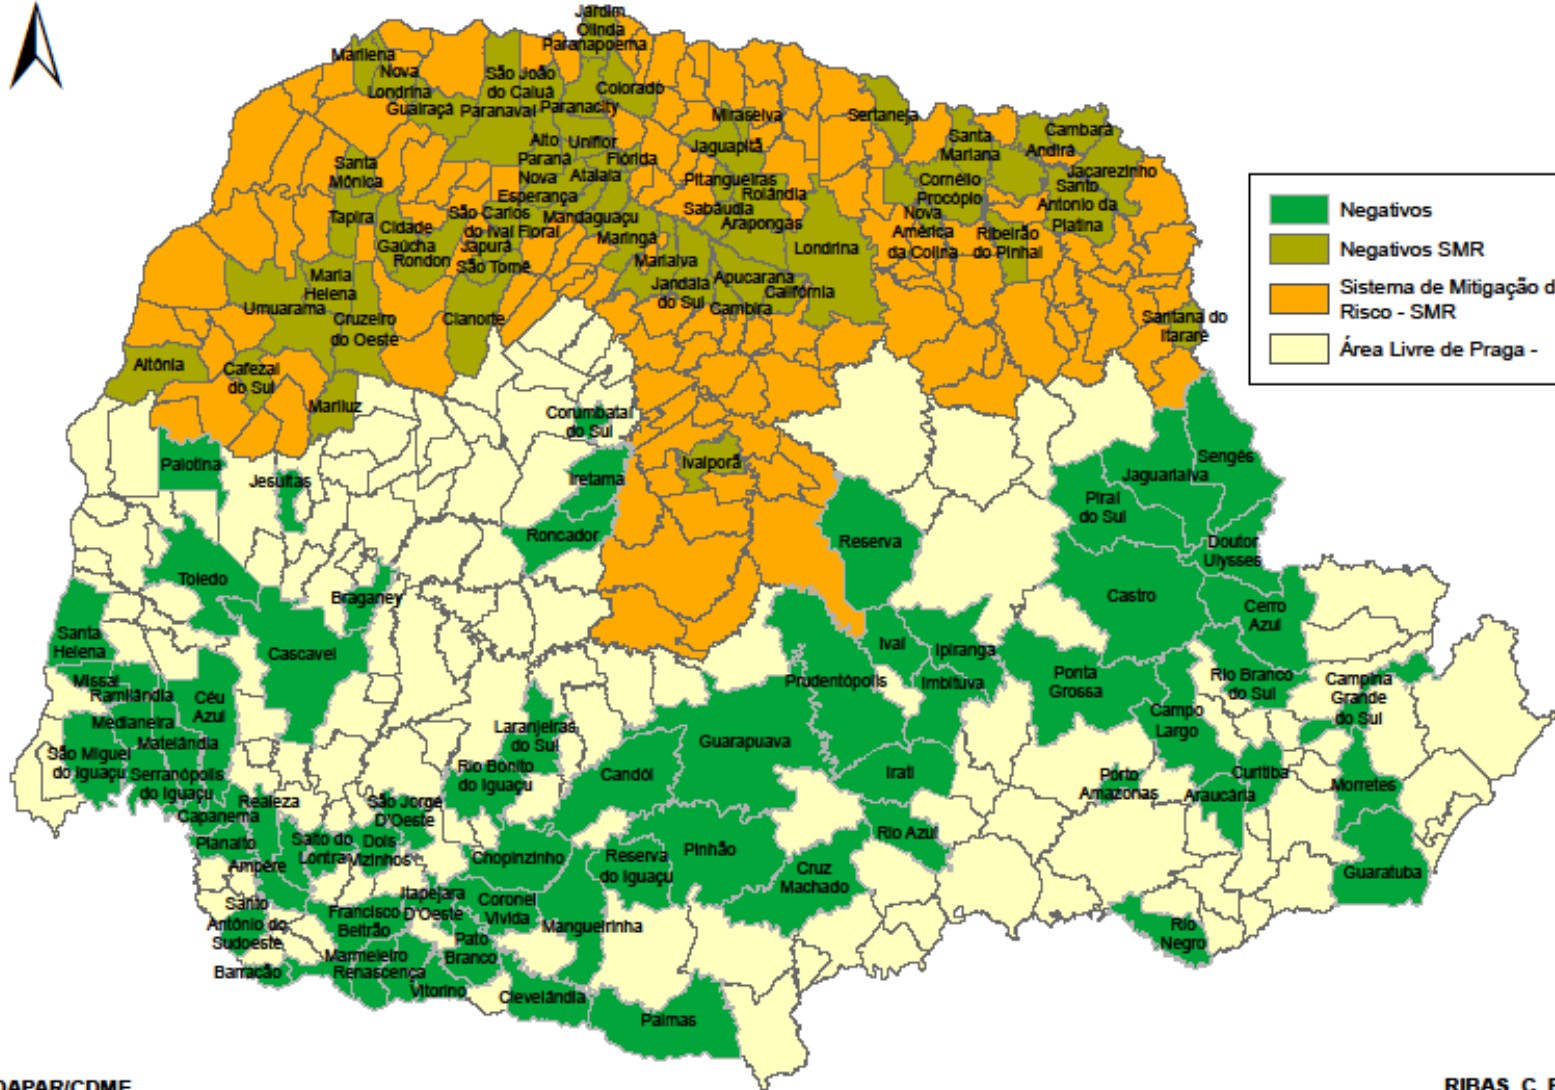 Jardim
Olinda
Paranapoema
Marilena
Nova
Londrina
São João
do Caluá
Colorado
Guairaçá
Paranavaí
Paranacity
Miraselva
Sertaneja
Santa
Mariana
Cambará
Andirá
Alto
Paraná
Uniflor
Flórida
Jaguapitã
Santa
Mônica
Nova
Esperança
Atalaia
Pitangueiras
Rolândia
Cornélio
Procópio
Jacarezinho
Santo
Antonio da
Platina
Tapira
Cidade
Gaúcha
Rondon
São Carlos
do Ivaí
Floraí
Mandaguaçu
Sabáudia
Arapongas
Nova
América
da Colina
Ribeirão
do Pinhal
Japurá
São Tomé
Maringá
Marialva
Londrina
Maria
Helena
Jandaia
do Sul
Apucarana
Califórnia
Cambira
Umuarama
Cruzeiro
do Oeste
Cianorte
Santana do
Itararé
Altônia
Cafezal
do Sul
Mariluz
Negativos
Negativos SMR
Sistema de Mitigação d
Risco - SMR
Área Livre de Praga -
Corumbataí
do Sul
Palotina
Jesuítas
Iretama
Ivaiporã
Sengés
Jaguariaíva
Piraí
do Sul
Roncador
Reserva
Doutor
Ulysses
Toledo
Braganey
Castro
Cerro
Azul
Santa
Helena
Cascavel
Ivaí
Ipiranga
Missal
Ramilândia
Céu
Azul
Prudentópolis
Imbituva
Ponta
Grossa
Rio Branco
do Sul
Campina
Grande
do Sul
Medianeira
Matelândia
Laranjeiras
do Sul
Guarapuava
Campo
Largo
São Miguel
do Iguaçu
Serranópolis
do Iguaçu
Rio Bonito
do Iguaçu
Candói
Irati
Porto
Amazonas
Curitiba
Araucária
Morretes
Realeza
São Jorge
D'Oeste
Capanema
Planalto
Salto do
Lontra
Dois
Vizinhos
Rio Azul
Ampére
Chopinzinho
Reserva
do Iguaçu
Pinhão
Cruz
Machado
Guaratuba
Santo
Antônio do
Sudoeste
Francisco
Beltrão
Itapejara
D'Oeste
Coronel
Vivida
Mangueirinha
Rio
Negro
Barracão
Marmeleiro
Renascença
Pato
Branco
Vitorino
Clevelândia
Palmas
DAPAR/CDME
RIBAS, C. F